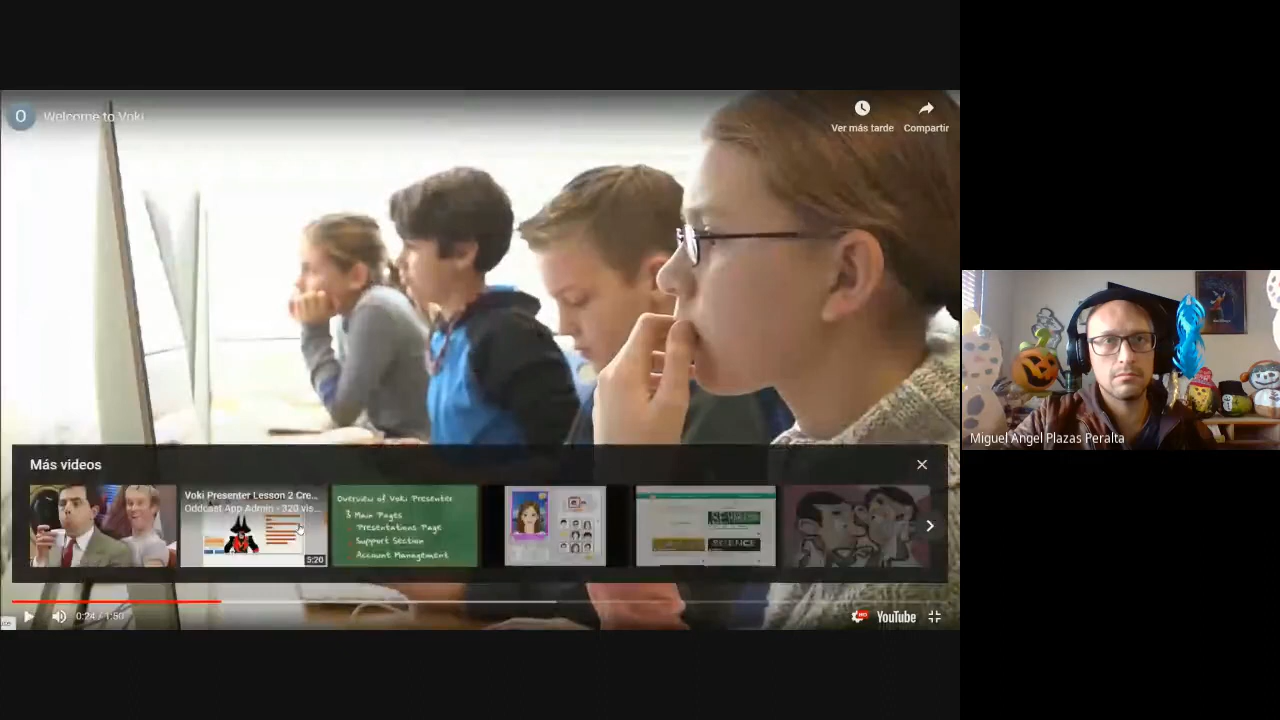 O
Welcome to Voki
Ver más tarde
Compartir
Más videos
Voki Presenter Lesson 2 Cre...
Oddcast App Admin - 320 vis...
5:20
Overview of Voki Presenter
3 Main Pages
Presentations Page
Support Section
Account Management
SCIENCE
0:24 / 1:50
HD
YouTube
Miguel Angel Plazas Peralta